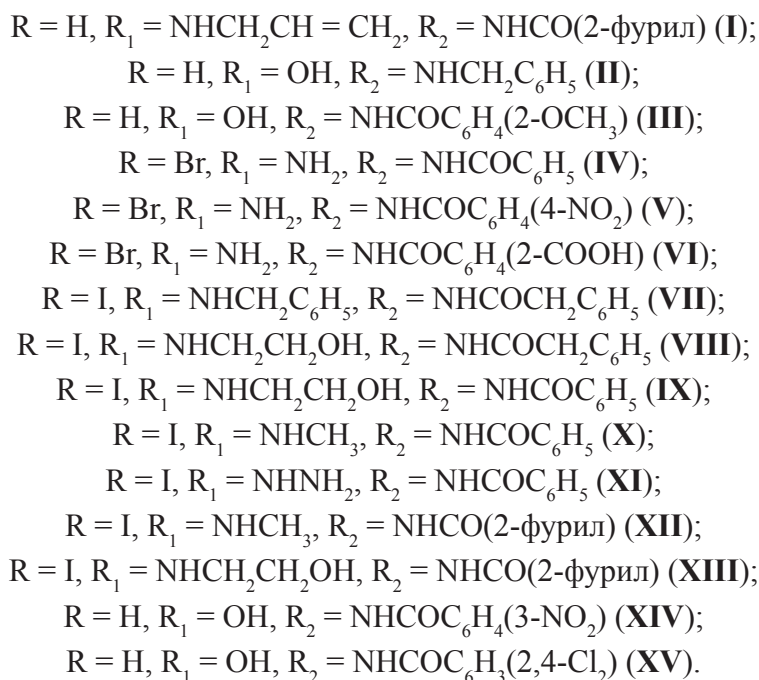 R = H, R₁ = NHCH₂CH = CH₂, R₂ = NHCO(2-фурил) (I);
R = H, R₁ = OH, R₂ = NHCH₂C₆H₅ (II);
R = H, R₁ = OH, R₂ = NHCOC₆H₄(2-OCH₃) (III);
R = Br, R₁ = NH₂, R₂ = NHCOC₆H₅ (IV);
R = Br, R₁ = NH₂, R₂ = NHCOC₆H₄(4-NO₂) (V);
R = Br, R₁ = NH₂, R₂ = NHCOC₆H₄(2-COOH) (VI);
R = I, R₁ = NHCH₂C₆H₅, R₂ = NHCOCH₂C₆H₅ (VII);
R = I, R₁ = NHCH₂CH₂OH, R₂ = NHCOCH₂C₆H₅ (VIII);
R = I, R₁ = NHCH₂CH₂OH, R₂ = NHCOC₆H₅ (IX);
R = I, R₁ = NHCH₃, R₂ = NHCOC₆H₅ (X);
R = I, R₁ = NHNH₂, R₂ = NHCOC₆H₅ (XI);
R = I, R₁ = NHCH₃, R₂ = NHCO(2-фурил) (XII);
R = I, R₁ = NHCH₂CH₂OH, R₂ = NHCO(2-фурил) (XIII);
R = H, R₁ = OH, R₂ = NHCOC₆H₄(3-NO₂) (XIV);
R = H, R₁ = OH, R₂ = NHCOC₆H₃(2,4-Cl₂) (XV).